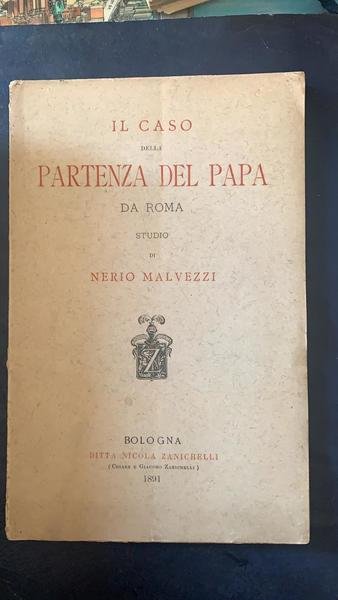 IL CASO
DELLA
PARTENZA DEL PAPA
DA ROMA
STUDIO
DI
NERIO MALVEZZI
Z
BOLOGNA
DITTA NICOLA ZANICHELLI
(CESARE E GIACOMO ZANICHELLI)
1891